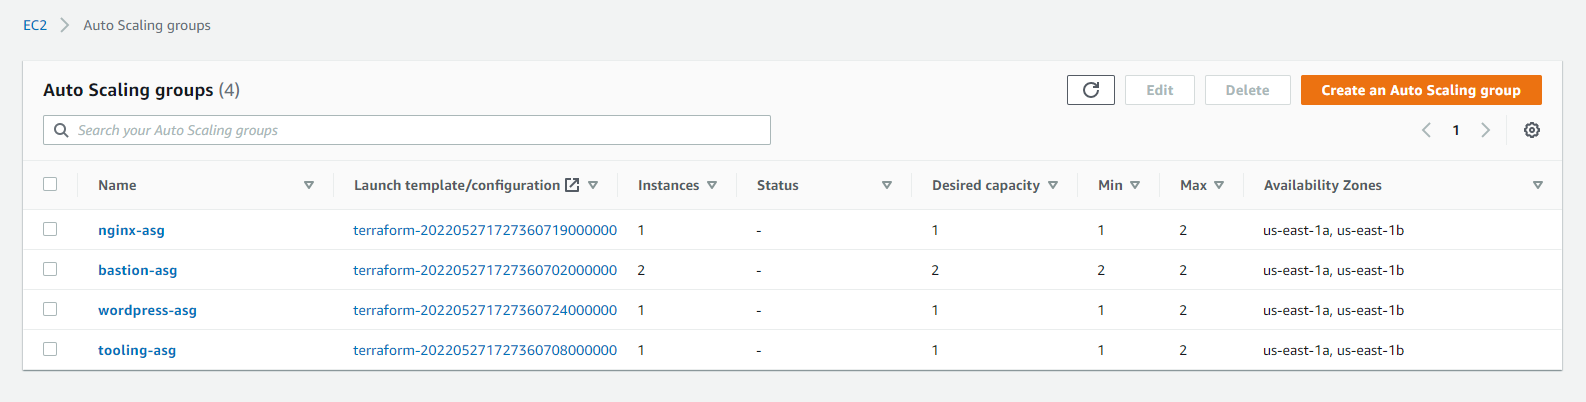 EC2 > Auto Scaling groups
Auto Scaling groups (4) Edit Delete Create an Auto Scaling group
Search your Auto Scaling groups 1
Name Launch template/configuration Instances Status Desired capacity Min Max Availability Zones
nginx-asg terraform-202205271727360719000000 1 - 1 1 2 us-east-1a, us-east-1b
bastion-asg terraform-202205271727360702000000 2 - 2 2 2 us-east-1a, us-east-1b
wordpress-asg terraform-202205271727360724000000 1 - 1 1 2 us-east-1a, us-east-1b
tooling-asg terraform-202205271727360708000000 1 - 1 1 2 us-east-1a, us-east-1b